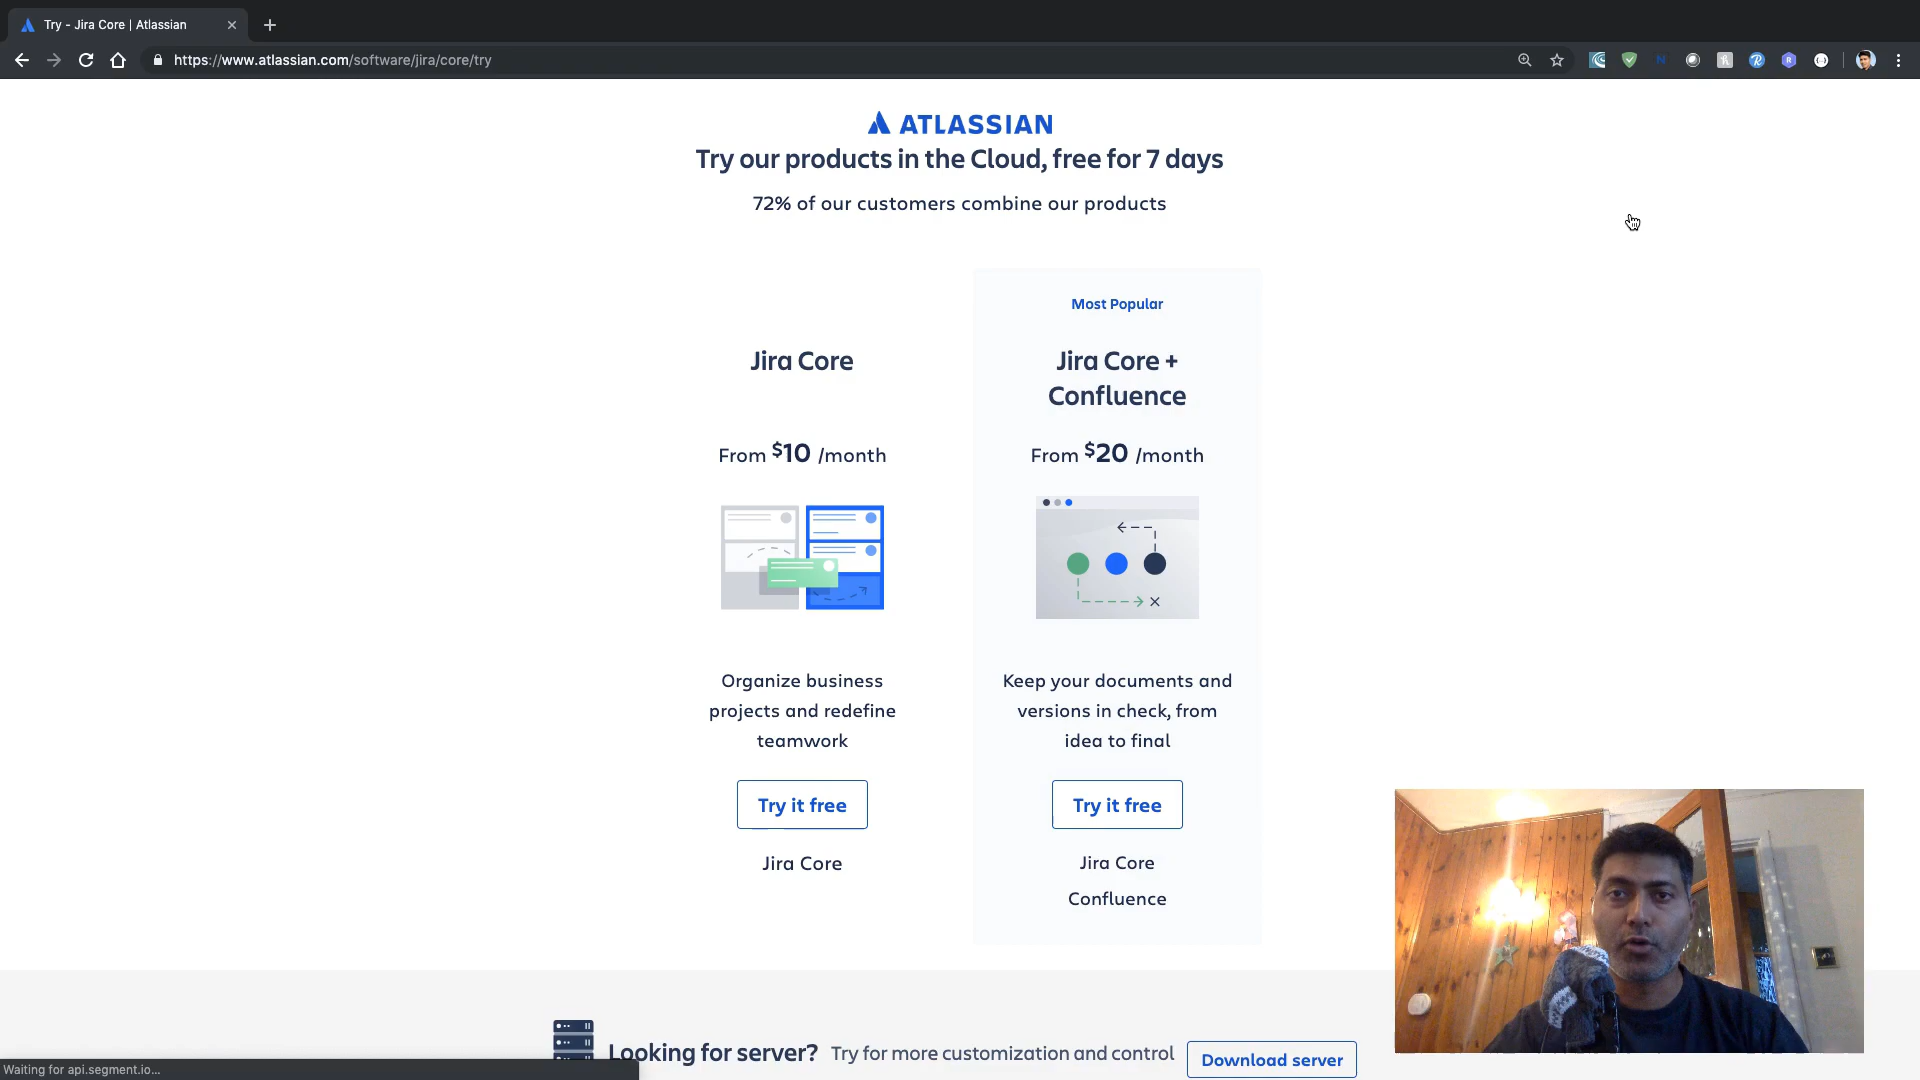 Try - Jira Core | Atlassian
https://www.atlassian.com/software/jira/core/try
ATLASSIAN
Try our products in the Cloud, free for 7 days
72% of our customers combine our products
Most Popular
Jira Core
Jira Core +
Confluence
From $10 /month
From $20 /month
Organize business
projects and redefine
teamwork
Keep your documents and
versions in check, from
idea to final
Try it free
Try it free
Jira Core
Jira Core
Confluence
Looking for server? Try for more customization and control
Download server
Waiting for api.segment.io...